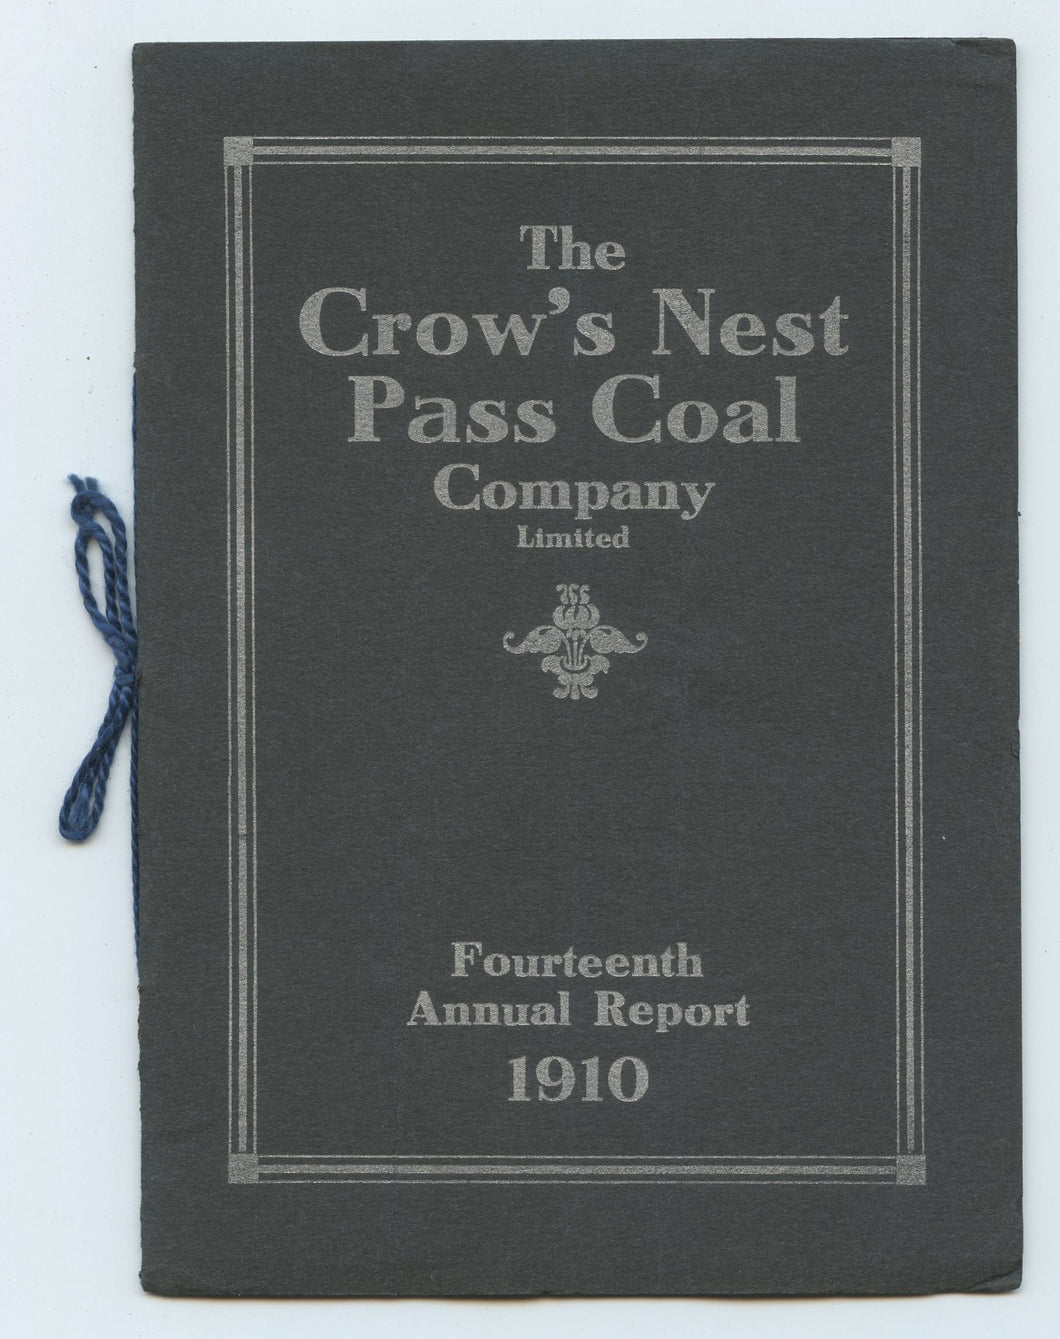 The
Crow's Nest
Pass Coal
Company
Limited
Fourteenth
Annual Report
1910